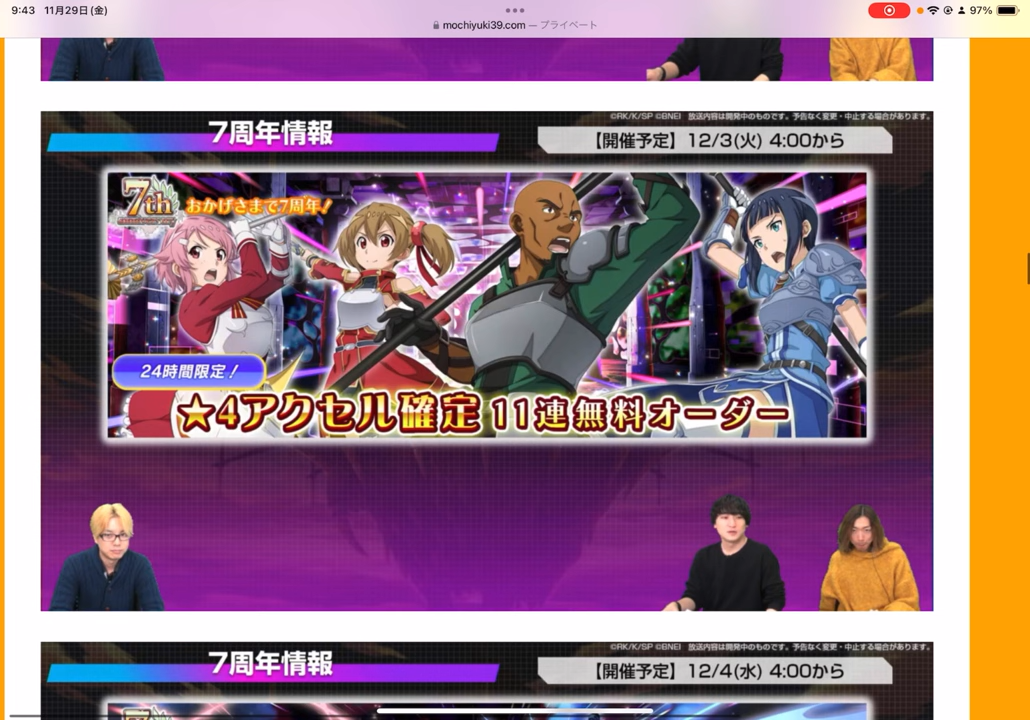 9:43 11月29日(金)
97%
mochiyuki39.com — プライベート
©RK/K/SP ©BNEI 放送内容は開発中のものです。予告なく変更・中止する場合があります。
7周年情報
【開催予定】 12/3(火) 4:00から
7th
おかげさまで7周年!
24時間限定!
★4アクセル確定 11連無料オーダー
©RK/K/SP ©BNEI 放送内容は開発中のものです。予告なく変更・中止する場合があります。
7周年情報
【開催予定】 12/4(水) 4:00から